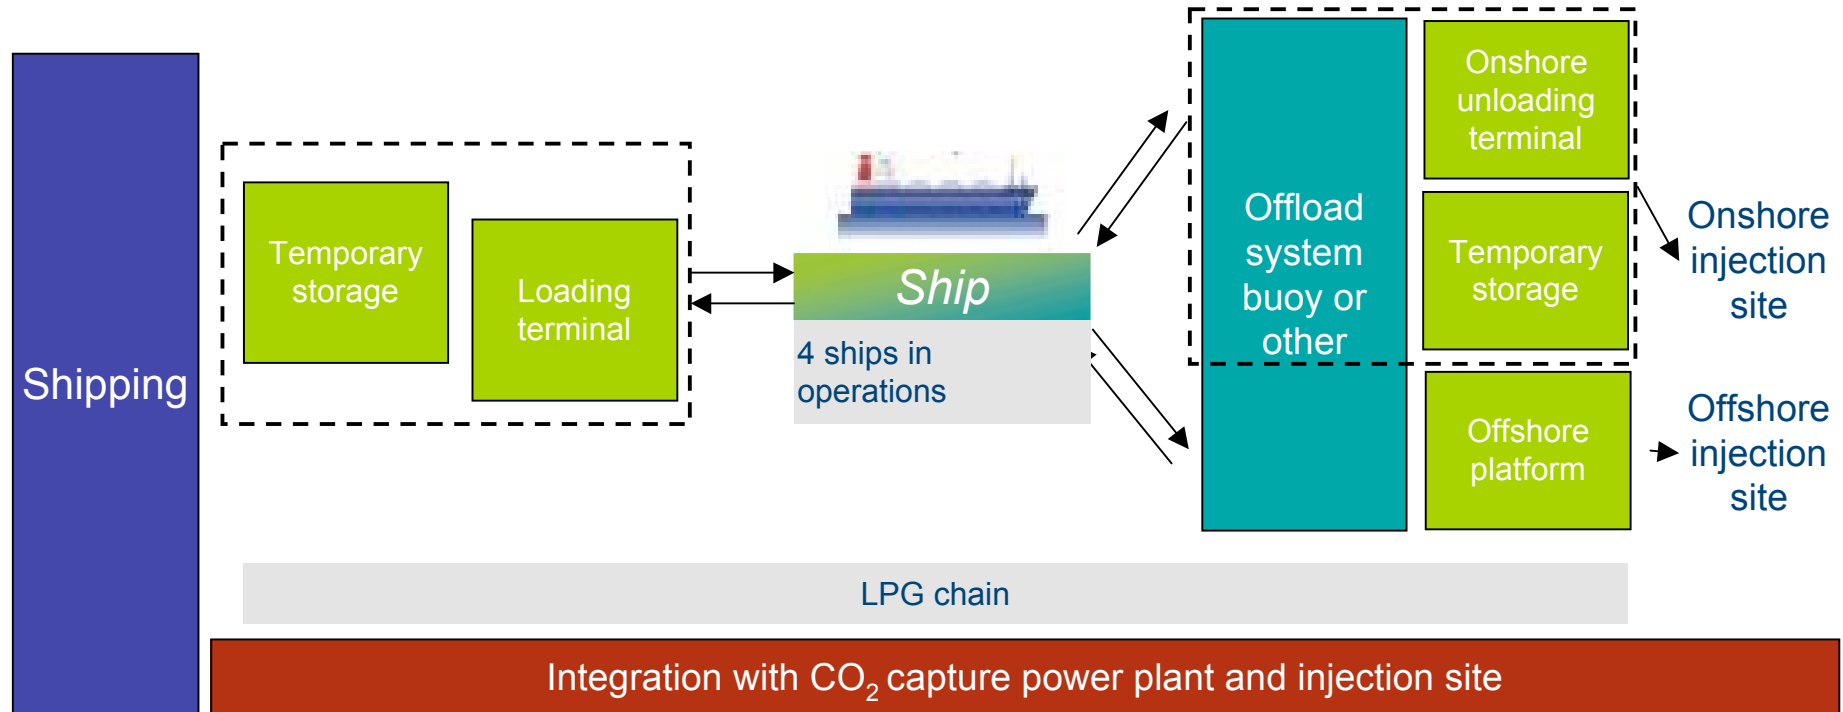 Shipping
Temporary
storage
Loading
terminal
Ship
4 ships in
operations
Offload
system
buoy or
other
Onshore
unloading
terminal
Temporary
storage
Offshore
platform
Onshore
injection
site
Offshore
injection
site
LPG chain
Integration with CO₂ capture power plant and injection site